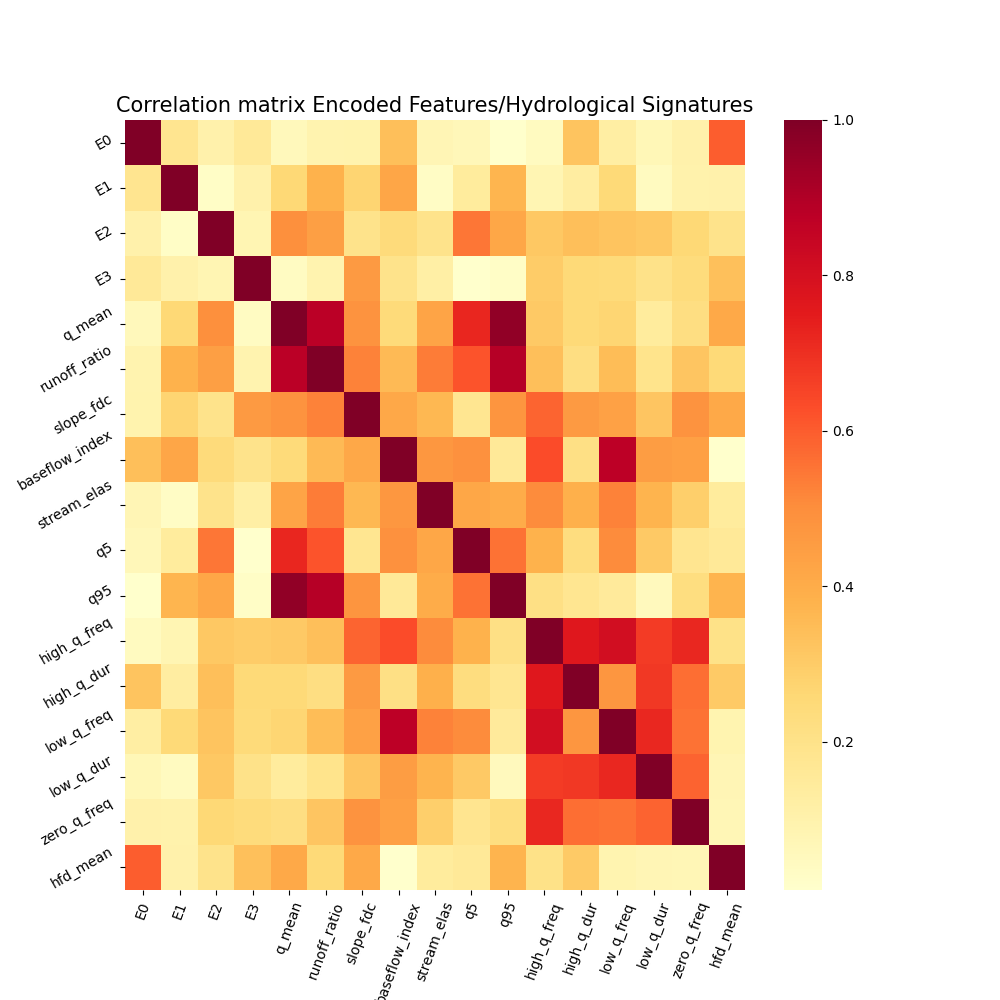 Correlation matrix Encoded Features/Hydrological Signatures
E0
E1
E2
E3
q_mean
runoff_ratio
slope_fdc
baseflow_index
stream_elas
q5
q95
high_q_freq
high_q_dur
low_q_freq
low_q_dur
zero_q_freq
hfd_mean
E0
E1
E2
E3
q_mean
runoff_ratio
slope_fdc
baseflow_index
stream_elas
q5
q95
high_q_freq
high_q_dur
low_q_freq
low_q_dur
zero_q_freq
hfd_mean
1.0
0.8
0.6
0.4
0.2